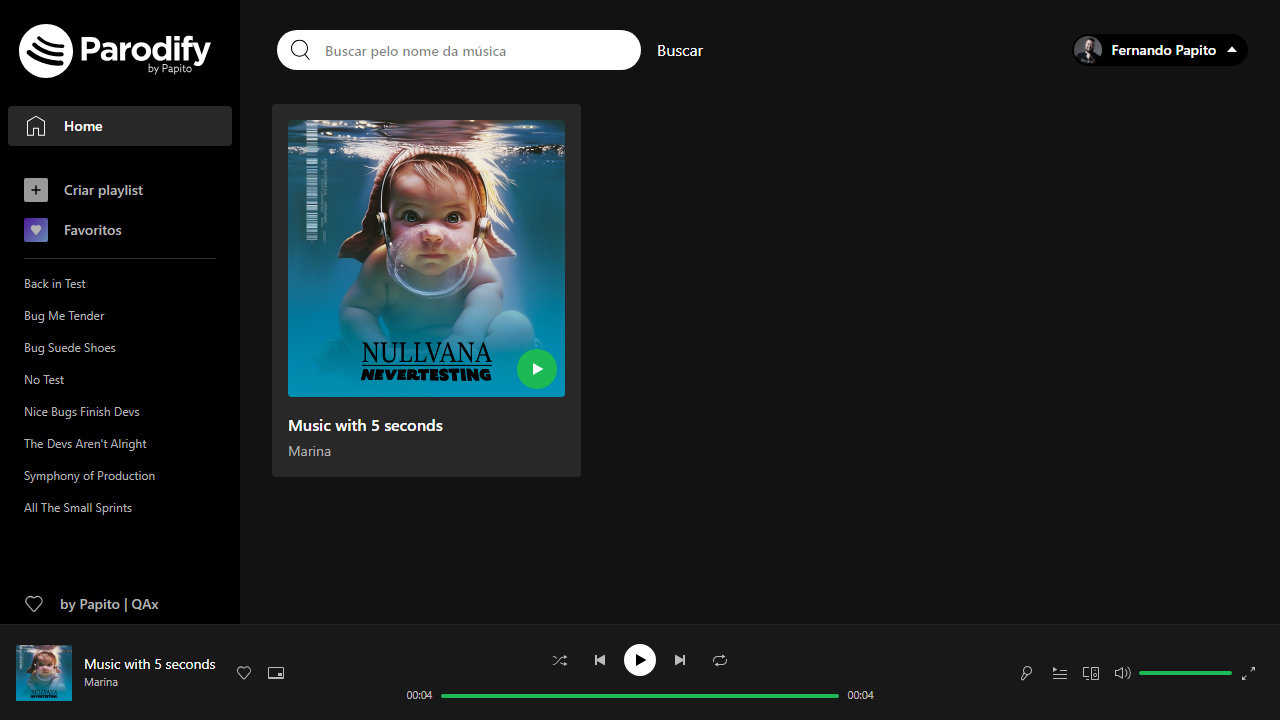 Parodify
by Papito
Buscar pelo nome da música
Buscar
Fernando Papito
Home
Criar playlist
Favoritos
Back in Test
Bug Me Tender
Bug Suede Shoes
No Test
Nice Bugs Finish Devs
The Devs Aren't Alright
Symphony of Production
All The Small Sprints
by Papito | QAx
NULLVANA
NEVERTESTING
Music with 5 seconds
Marina
Music with 5 seconds
Marina
00:04
00:04